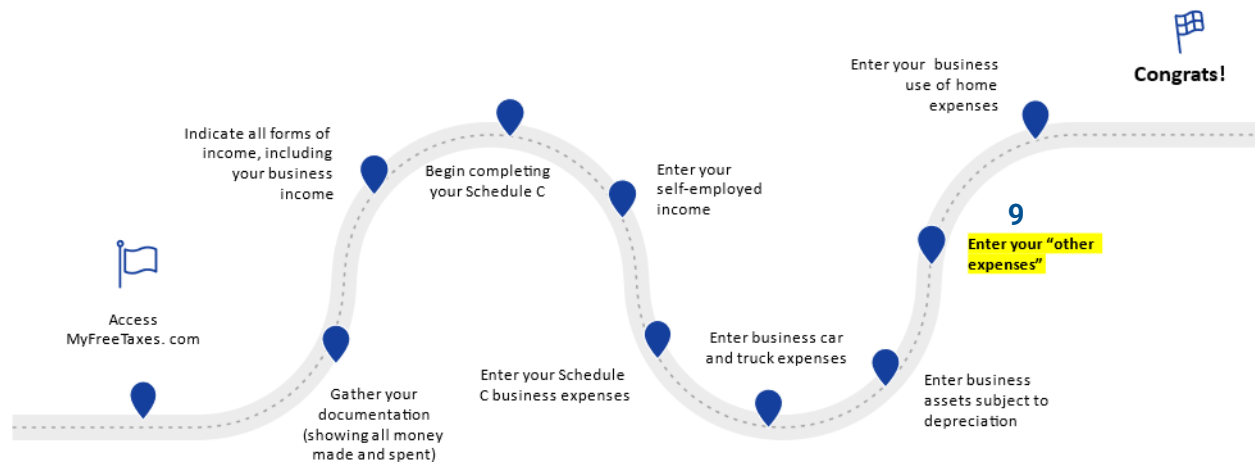 Access
MyFreeTaxes. com
Gather your
documentation
(showing all money
made and spent)
Indicate all forms of
income, including
your business
income
Begin completing
your Schedule C
Enter your
self-employed
income
Enter your Schedule
C business expenses
Enter business car
and truck expenses
Enter business
assets subject to
depreciation
9
Enter your “other
expenses”
Enter your business
use of home
expenses
Congrats!